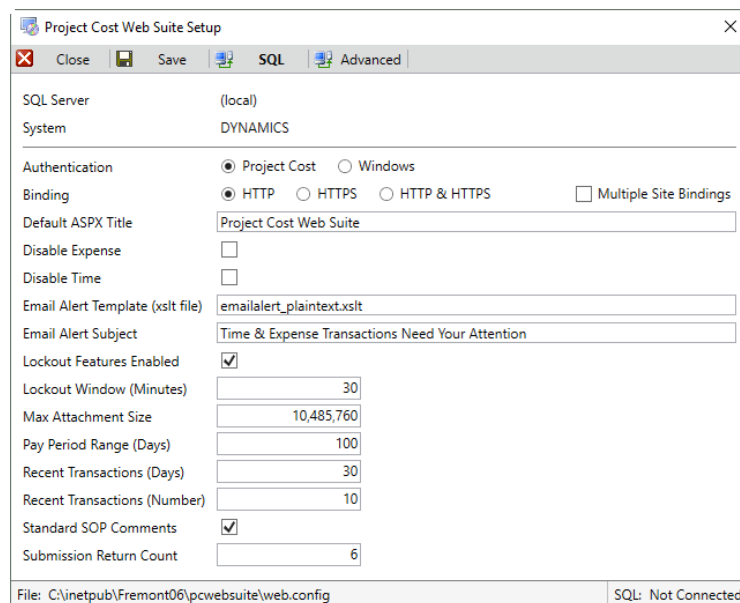 Project Cost Web Suite Setup
Close Save SQL Advanced
SQL Server (local)
System DYNAMICS
Authentication Project Cost Windows
Binding HTTP HTTPS HTTP & HTTPS Multiple Site Bindings
Default ASPX Title Project Cost Web Suite
Disable Expense
Disable Time
Email Alert Template (xslt file) emailalert_plaintext.xslt
Email Alert Subject Time & Expense Transactions Need Your Attention
Lockout Features Enabled
Lockout Window (Minutes) 30
Max Attachment Size 10,485,760
Pay Period Range (Days) 100
Recent Transactions (Days) 30
Recent Transactions (Number) 10
Standard SOP Comments
Submission Return Count 6
File: C:\inetpub\Fremont06\pcwebsuite\web.config SQL: Not Connected